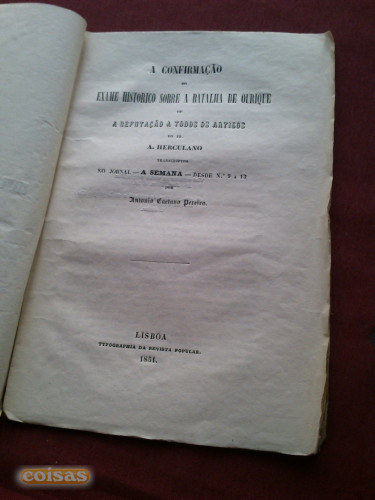 A CONFIRMAÇÃO
DO
EXAME HISTORICO SOBRE A BATALHA DE OURIQUE
OU
A REFUTAÇÃO A TODOS OS ARTIGOS
DO SR.
A. HERCULANO
TRANSCRIPTOS
NO JORNAL — A SEMANA — DESDE N.º 9 a 13
POR
Antonio Caetano Pereira.
LISBOA
TYPOGRAPHIA DA REVISTA POPULAR.
1851.
coisas